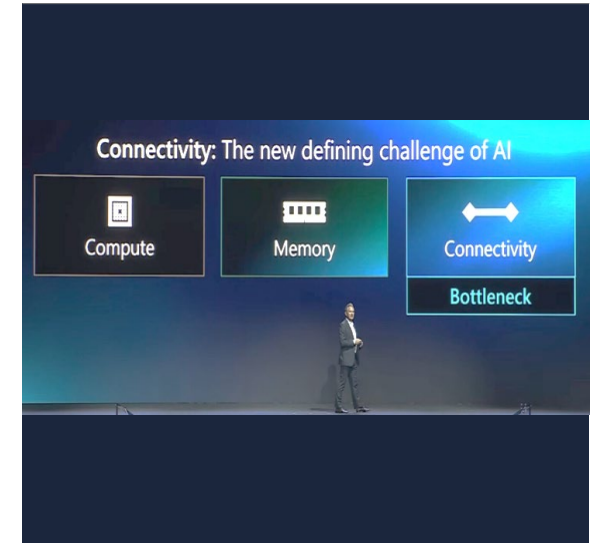 Connectivity: The new defining challenge of AI
Compute
Memory
Connectivity
Bottleneck